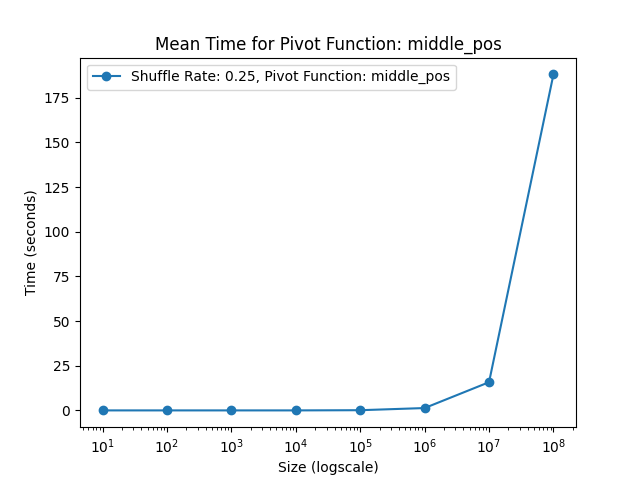 Mean Time for Pivot Function: middle_pos
Shuffle Rate: 0.25, Pivot Function: middle_pos
Time (seconds)
175
150
125
100
75
50
25
0
10¹ 10² 10³ 10⁴ 10⁵ 10⁶ 10⁷ 10⁸
Size (logscale)